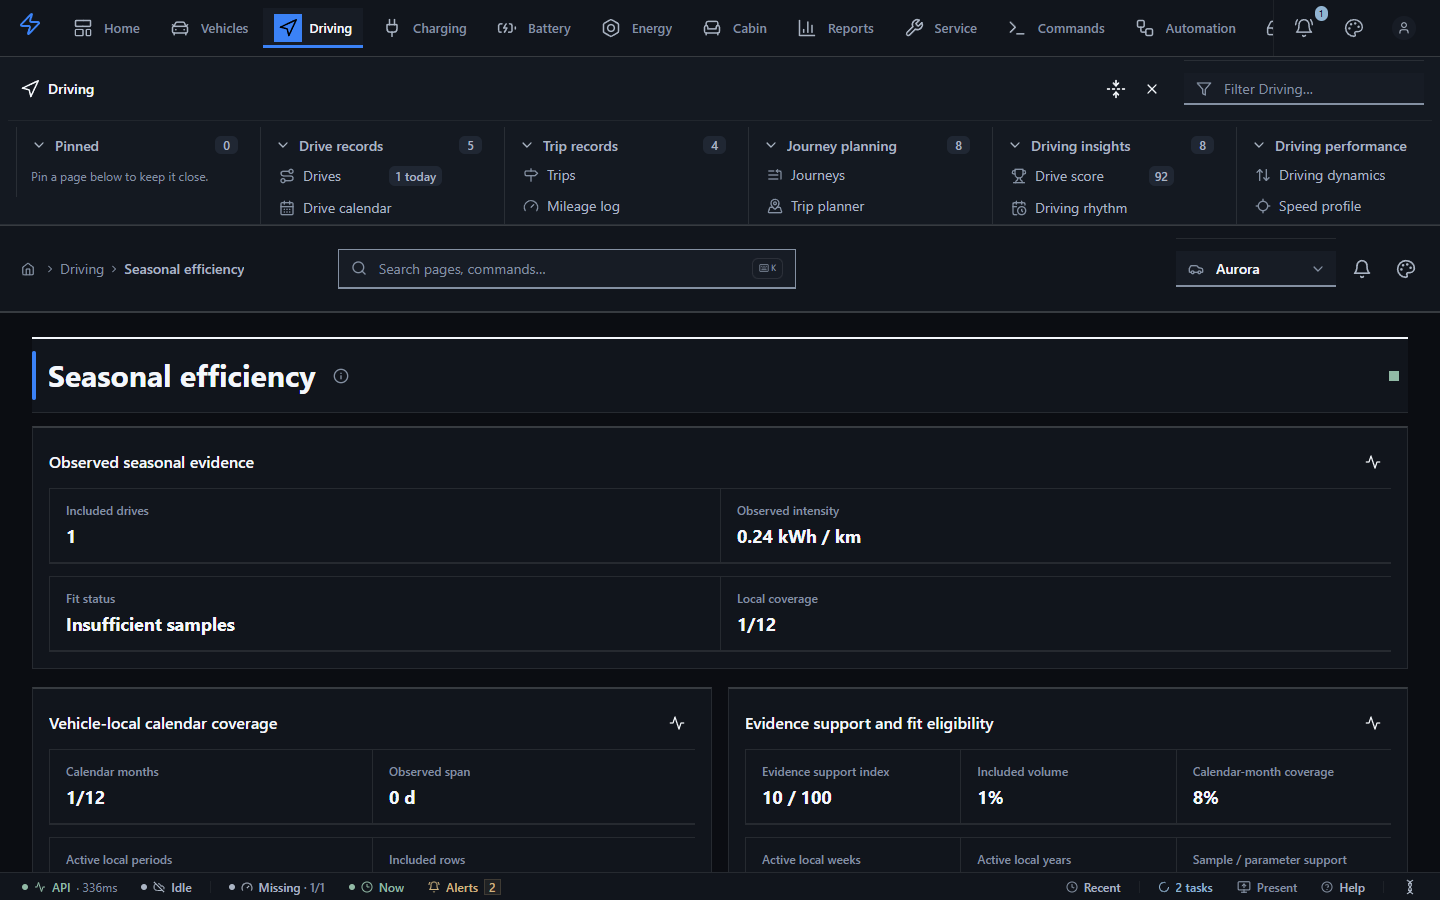 Home Vehicles Driving Charging Battery Energy Cabin Reports Service Commands Automation 1
Driving Filter Driving...
Pinned 0 Drive records 5 Trip records 4 Journey planning 8 Driving insights 8 Driving performance
Pin a page below to keep it close. Drives 1 today Trips Journeys Drive score 92 Driving dynamics
Drive calendar Mileage log Trip planner Driving rhythm Speed profile
Driving Seasonal efficiency Search pages, commands... K Aurora
Seasonal efficiency
Observed seasonal evidence
Included drives Observed intensity
1 0.24 kWh / km
Fit status Local coverage
Insufficient samples 1/12
Vehicle-local calendar coverage Evidence support and fit eligibility
Calendar months Observed span Evidence support index Included volume Calendar-month coverage
1/12 0 d 10 / 100 1% 8%
Active local periods Included rows Active local weeks Active local years Sample / parameter support
API · 336ms Idle Missing · 1/1 Now Alerts 2 Recent 2 tasks Present Help